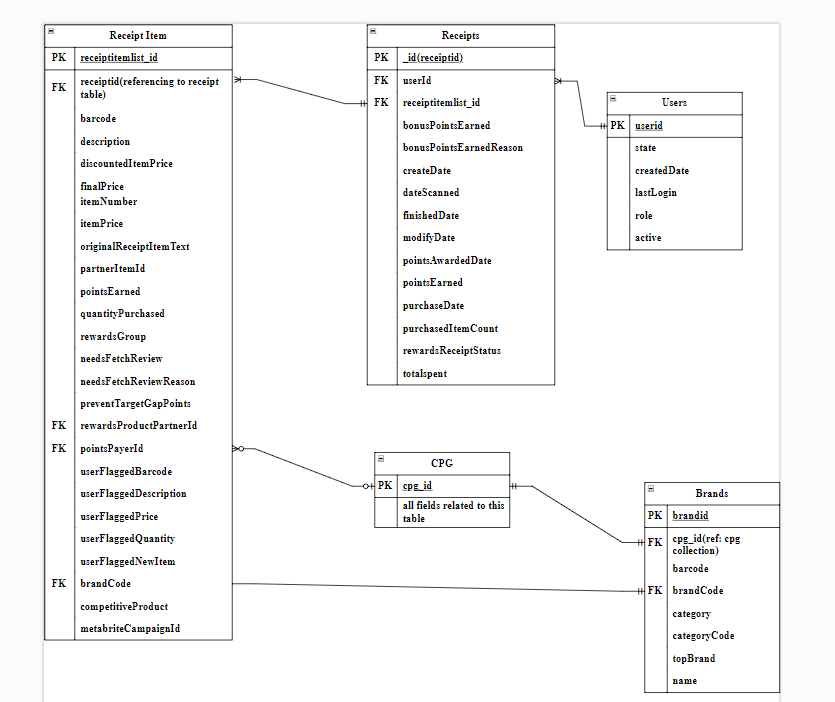 Receipt Item
PK receiptitemlist_id
FK receiptid(referencing to receipt
table)
barcode
description
discountedItemPrice
finalPrice
itemNumber
itemPrice
originalReceiptItemText
partnerItemId
pointsEarned
quantityPurchased
rewardsGroup
needsFetchReview
needsFetchReviewReason
preventTargetGapPoints
FK rewardsProductPartnerId
FK pointsPayerId
userFlaggedBarcode
userFlaggedDescription
userFlaggedPrice
userFlaggedQuantity
userFlaggedNewItem
FK brandCode
competitiveProduct
metabriteCampaignId
Receipts
PK _id(receiptid)
FK userId
FK receiptitemlist_id
bonusPointsEarned
bonusPointsEarnedReason
createDate
dateScanned
finishedDate
modifyDate
pointsAwardedDate
pointsEarned
purchaseDate
purchasedItemCount
rewardsReceiptStatus
totalspent
Users
PK userid
state
createdDate
lastLogin
role
active
CPG
PK cpg_id
all fields related to this
table
Brands
PK brandid
FK cpg_id(ref: cpg
collection)
barcode
FK brandCode
category
categoryCode
topBrand
name